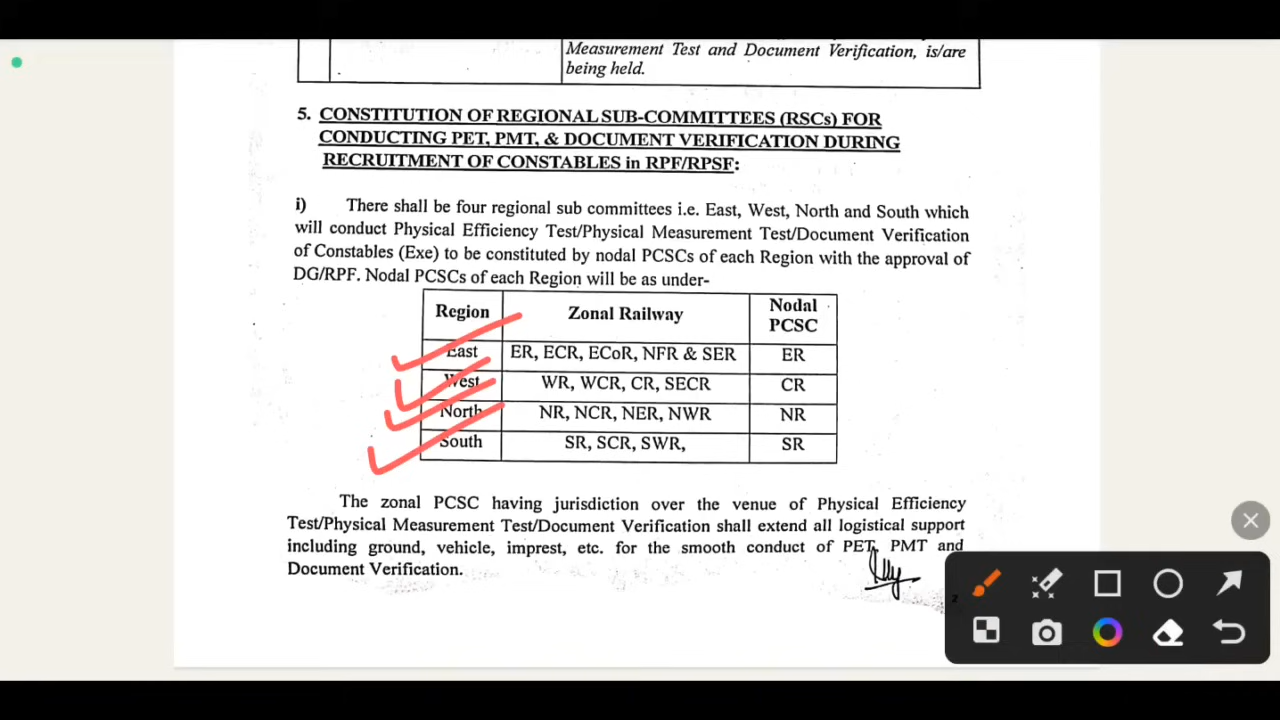 Measurement Test and Document Verification, is/are
being held.
5. CONSTITUTION OF REGIONAL SUB-COMMITTEES (RSCs) FOR
CONDUCTING PET, PMT, & DOCUMENT VERIFICATION DURING
RECRUITMENT OF CONSTABLES in RPF/RPSF:
i) There shall be four regional sub committees i.e. East, West, North and South which
will conduct Physical Efficiency Test/Physical Measurement Test/Document Verification
of Constables (Exe) to be constituted by nodal PCSCs of each Region with the approval of
DG/RPF. Nodal PCSCs of each Region will be as under-
Region Zonal Railway Nodal PCSC
East ER, ECR, ECoR, NFR & SER ER
West WR, WCR, CR, SECR CR
North NR, NCR, NER, NWR NR
South SR, SCR, SWR, SR
The zonal PCSC having jurisdiction over the venue of Physical Efficiency
Test/Physical Measurement Test/Document Verification shall extend all logistical support
including ground, vehicle, imprest, etc. for the smooth conduct of PET, PMT and
Document Verification.